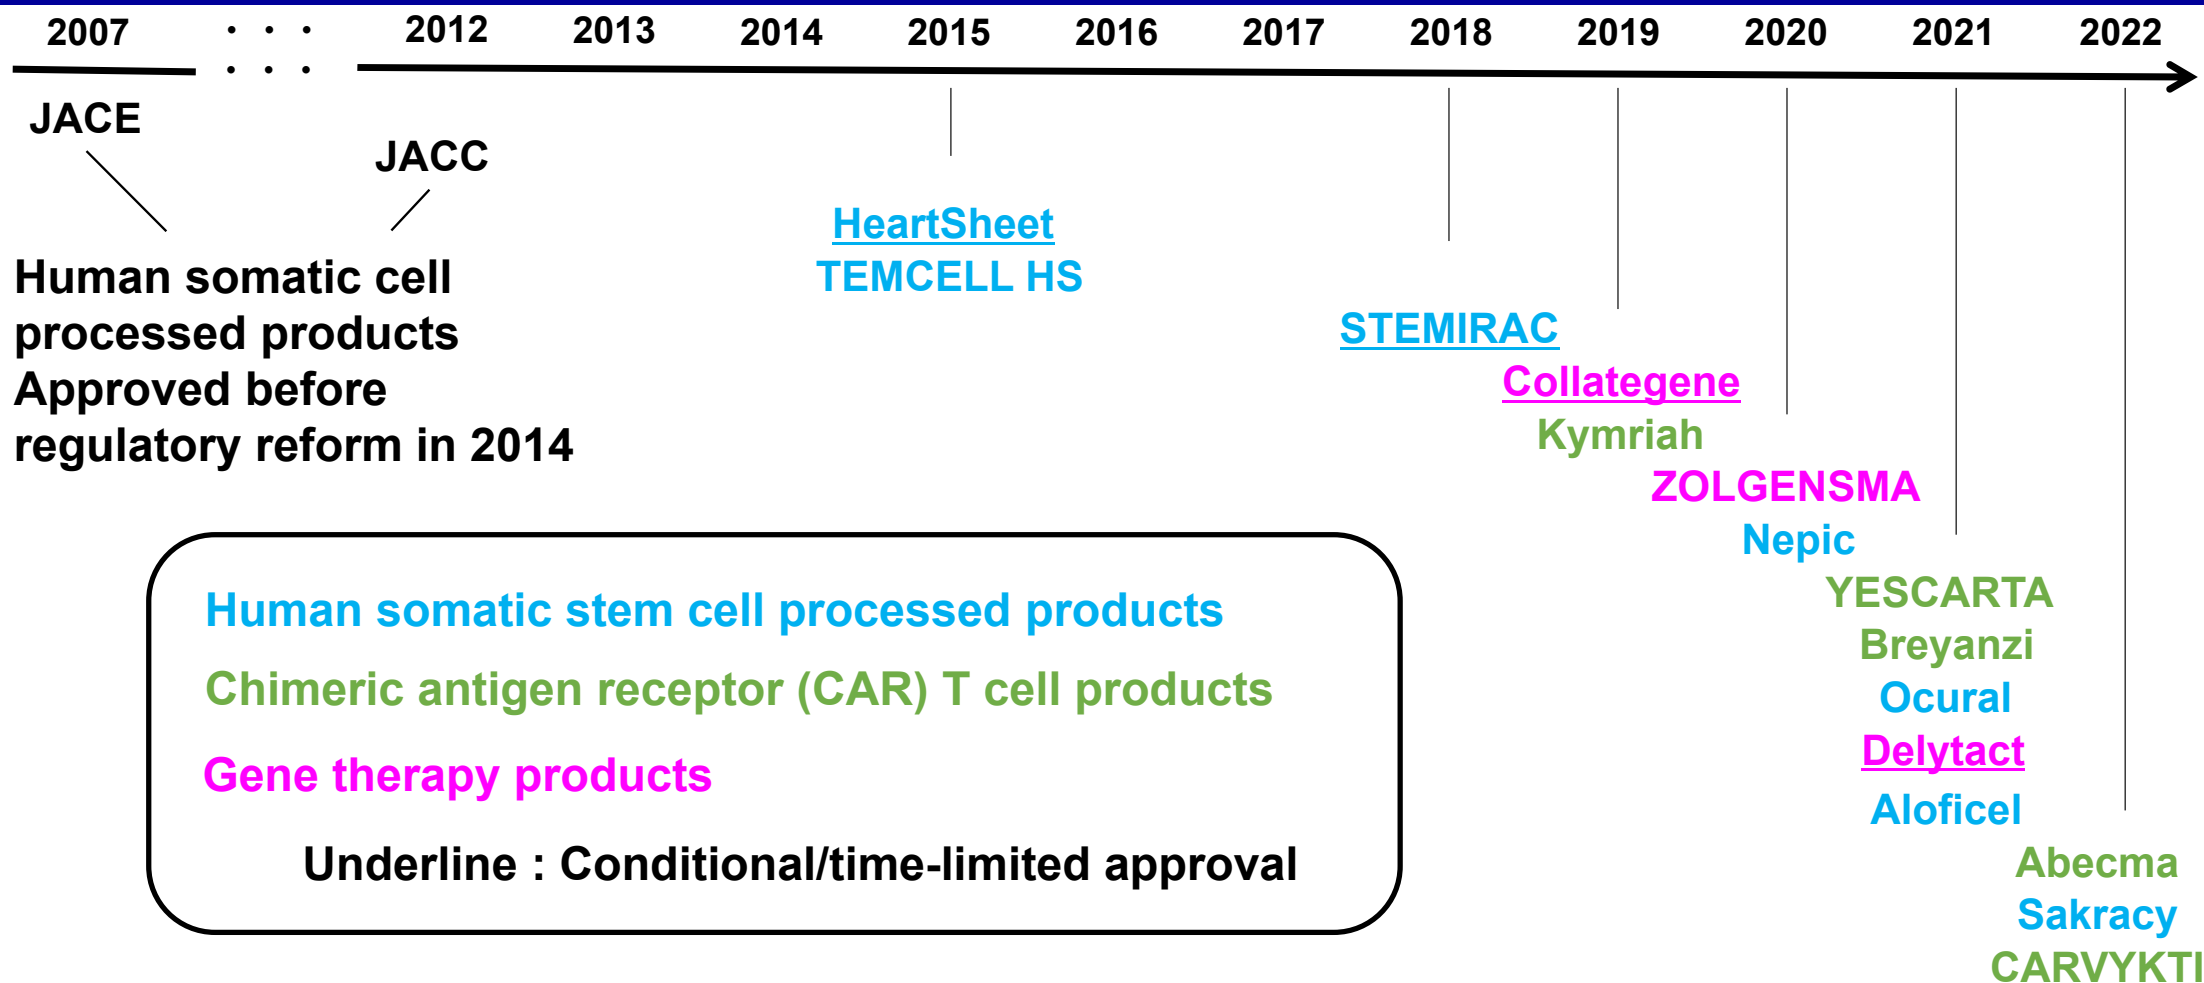 2007 · · · 2012 2013 2014 2015 2016 2017 2018 2019 2020 2021 2022
· · ·
JACE
JACC
Human somatic cell
processed products
Approved before
regulatory reform in 2014
HeartSheet
TEMCELL HS
STEMIRAC
Collategene
Kymriah
ZOLGENSMA
Nepic
YESCARTA
Breyanzi
Ocural
Delytact
Aloficel
Abecma
Sakracy
CARVYKTI
Human somatic stem cell processed products
Chimeric antigen receptor (CAR) T cell products
Gene therapy products
Underline : Conditional/time-limited approval